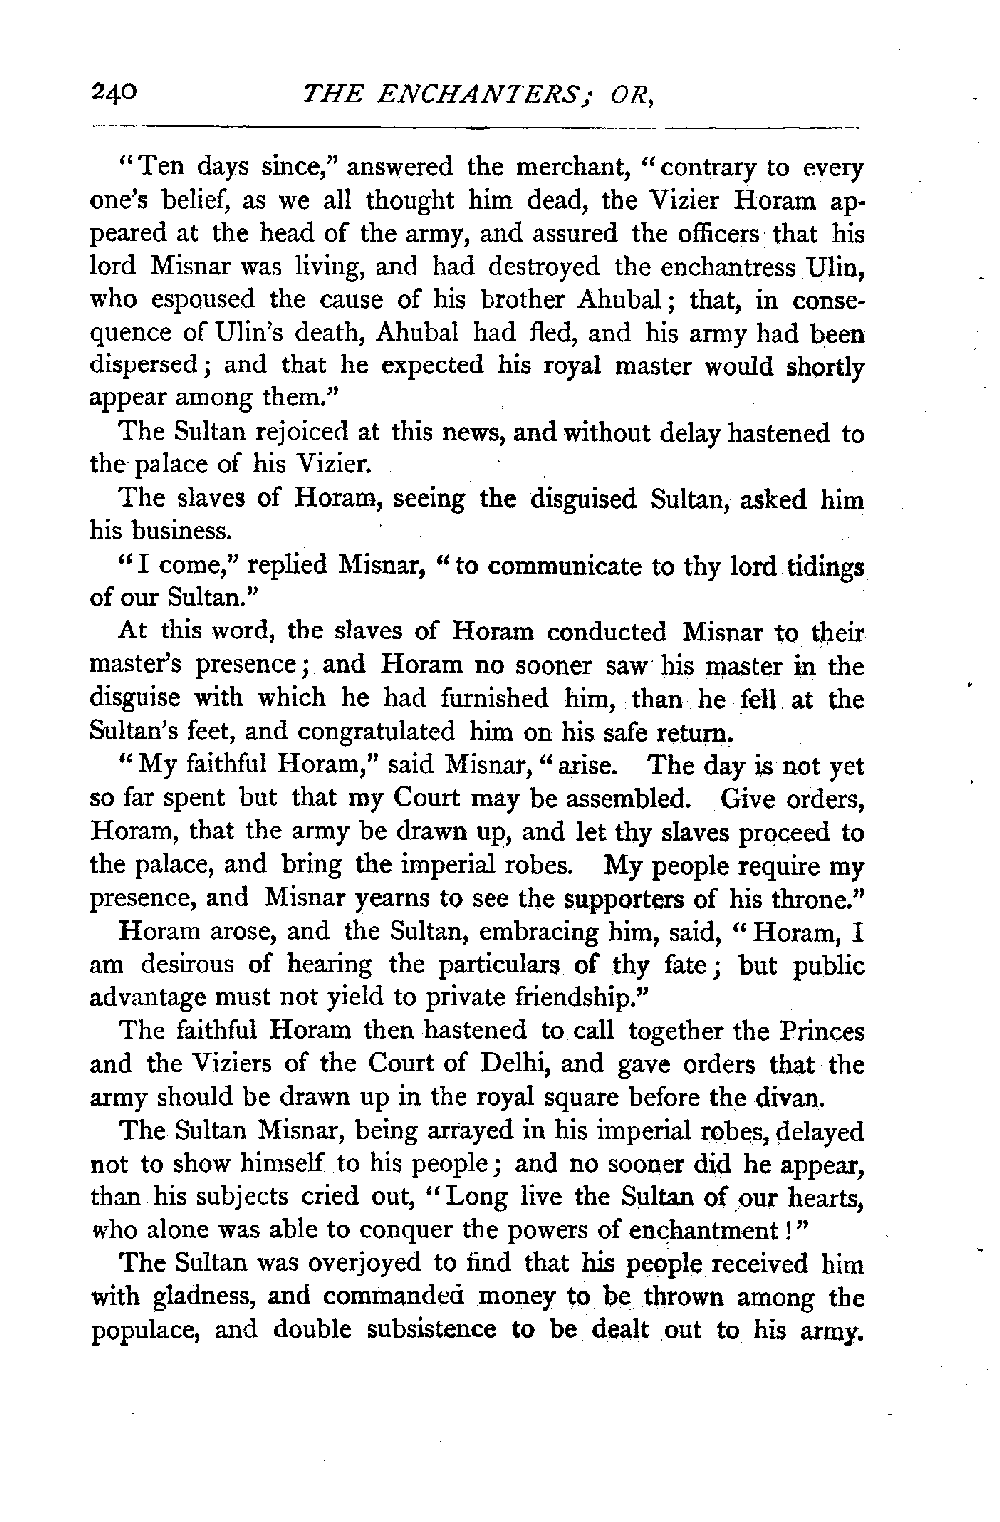 240 THE ENCHANTERS; OR,
"Ten days since," answered the merchant, "contrary to every
one's belief, as we all thought him dead, the Vizier Horam ap-
peared at the head of the army, and assured the officers that his
lord Misnar was living, and had destroyed the enchantress Ulin,
who espoused the cause of his brother Ahubal; that, in conse-
quence of Ulin's death, Ahubal had fled, and his army had been
dispersed; and that he expected his royal master would shortly
appear among them."
The Sultan rejoiced at this news, and without delay hastened to
the palace of his Vizier.
The slaves of Horam, seeing the disguised Sultan, asked him
his business.
"I come," replied Misnar, "to communicate to thy lord tidings
of our Sultan."
At this word, the slaves of Horam conducted Misnar to their
master's presence; and Horam no sooner saw his master in the
disguise with which he had furnished him, than he fell at the
Sultan's feet, and congratulated him on his safe return.
"My faithful Horam," said Misnar, "arise. The day is not yet
so far spent but that my Court may be assembled. Give orders,
Horam, that the army be drawn up, and let thy slaves proceed to
the palace, and bring the imperial robes. My people require my
presence, and Misnar yearns to see the supporters of his throne."
Horam arose, and the Sultan, embracing him, said, "Horam, I
am desirous of hearing the particulars of thy fate; but public
advantage must not yield to private friendship."
The faithful Horam then hastened to call together the Princes
and the Viziers of the Court of Delhi, and gave orders that the
army should be drawn up in the royal square before the divan.
The Sultan Misnar, being arrayed in his imperial robes, delayed
not to show himself to his people; and no sooner did he appear,
than his subjects cried out, "Long live the Sultan of our hearts,
who alone was able to conquer the powers of enchantment!"
The Sultan was overjoyed to find that his people received him
with gladness, and commanded money to be thrown among the
populace, and double subsistence to be dealt out to his army.